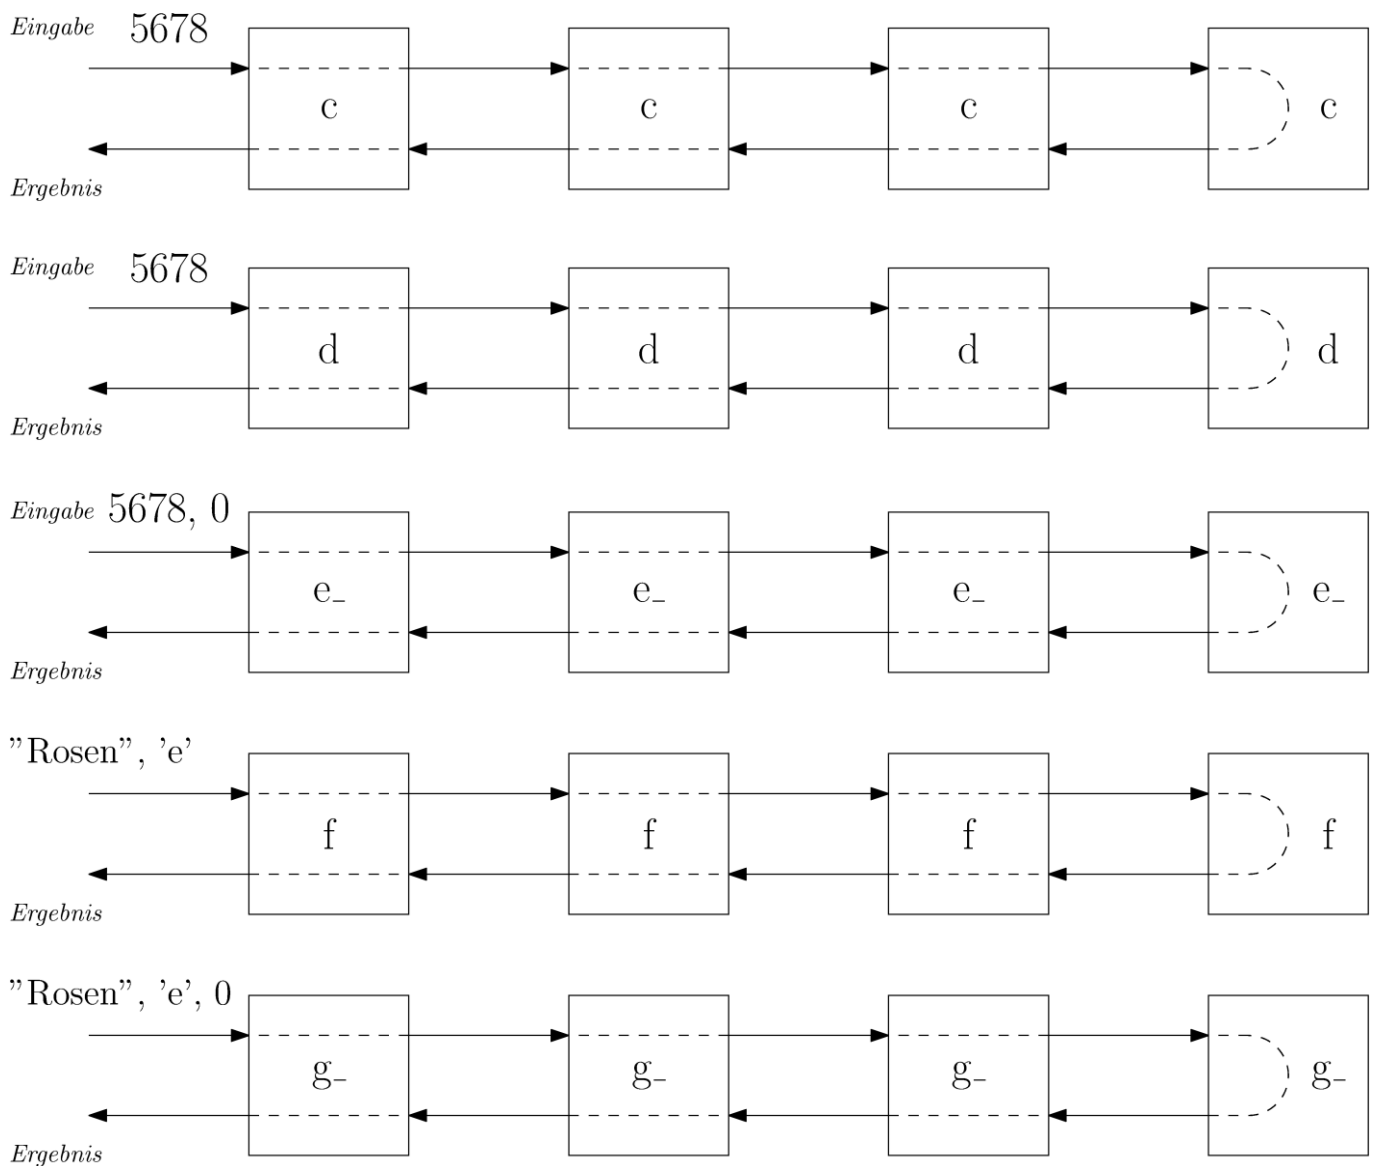 Eingabe 5678
c c c c
Ergebnis
Eingabe 5678
d d d d
Ergebnis
Eingabe 5678, 0
e_ e_ e_ e_
Ergebnis
”Rosen”, ’e’
f f f f
Ergebnis
”Rosen”, ’e’, 0
g_ g_ g_ g_
Ergebnis